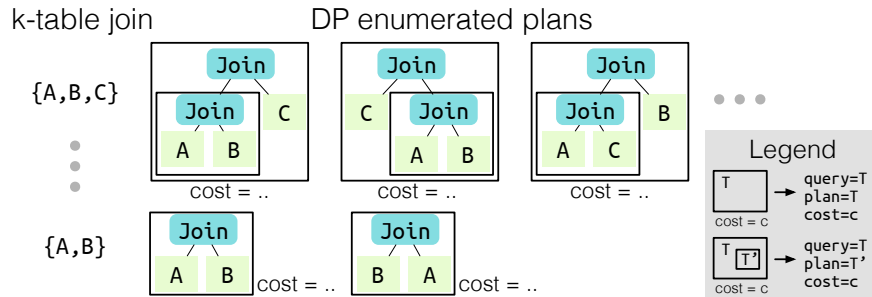 k-table join DP enumerated plans
{A,B,C}
Join Join Join
Join C C Join Join B
A B A B A C
cost = .. cost = .. cost = ..
{A,B}
Join Join
A B cost = .. B A cost = ..
Legend
T
cost = c
query=T
plan=T
cost=c
T T'
cost = c
query=T
plan=T'
cost=c